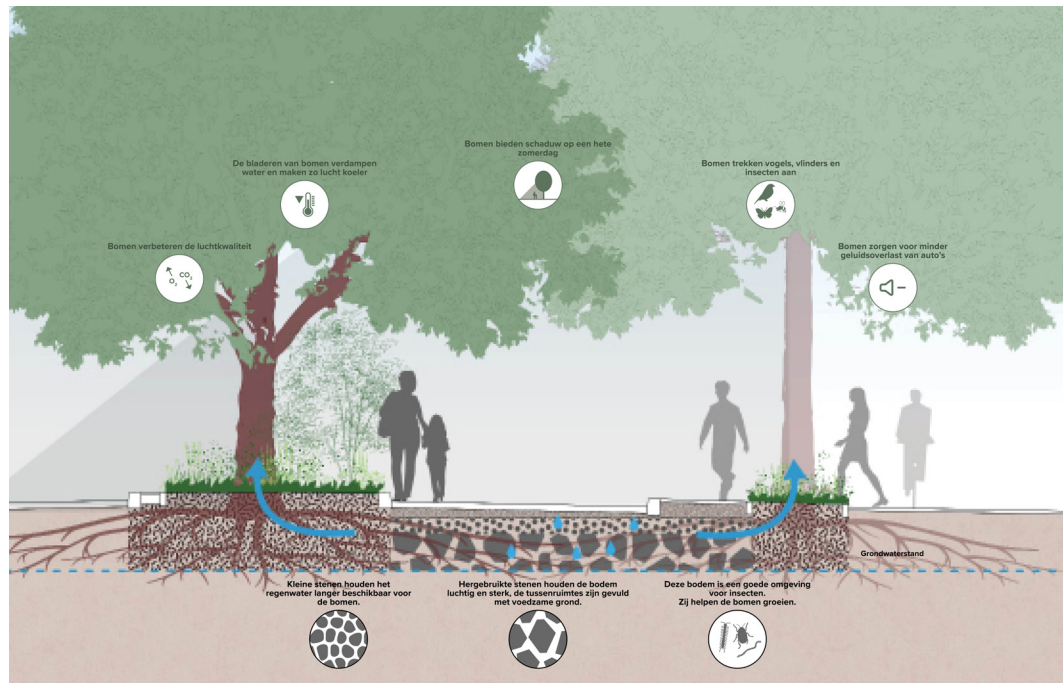 Bomen bieden schaduw op een hete
zomerdag
De bladeren van bomen verdampen
water en maken zo lucht koeler
Bomen trekken vogels, vlinders en
insecten aan
Bomen verbeteren de luchtkwaliteit
O₂ CO₂
Bomen zorgen voor minder
geluidsoverlast van auto's
Grondwaterstand
Kleine stenen houden het
regenwater langer beschikbaar voor
de bomen.
Hergebruikte stenen houden de bodem
luchtig en sterk, de tussenruimtes zijn gevuld
met voedzame grond.
Deze bodem is een goede omgeving
voor insecten.
Zij helpen de bomen groeien.